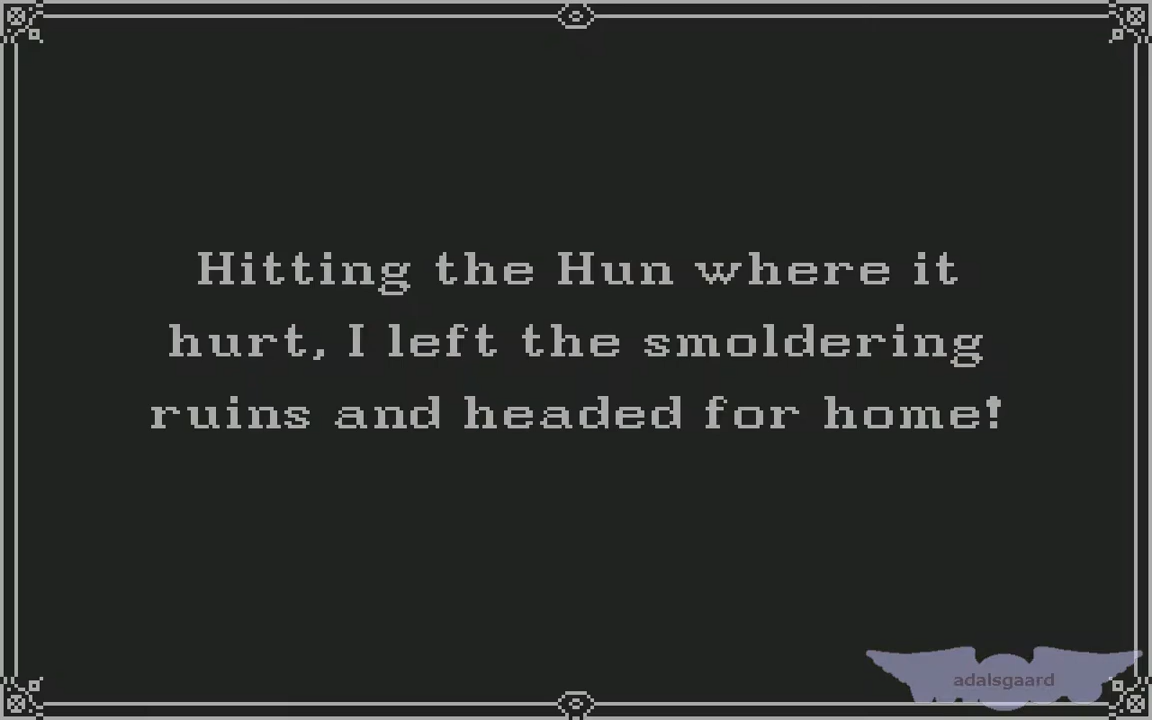 Hitting the Hun where it
hurt, I left the smoldering
ruins and headed for home!
adalsgaard